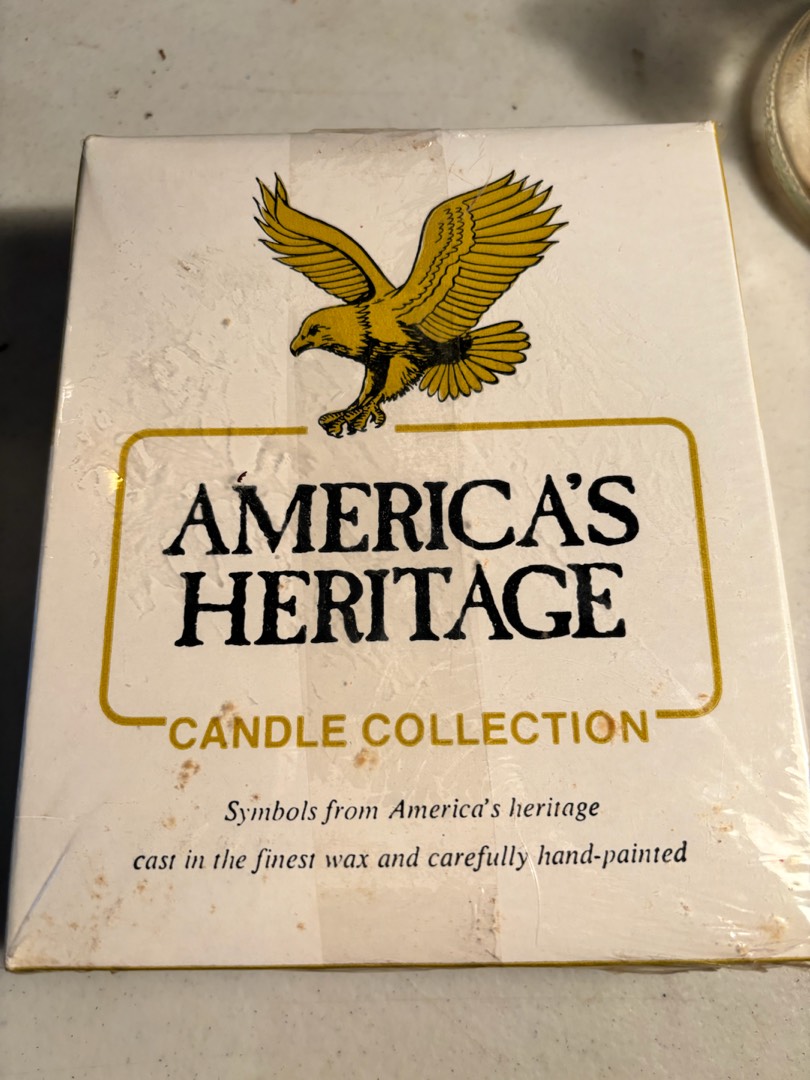 AMERICA'S
HERITAGE
CANDLE COLLECTION
Symbols from America's heritage
cast in the finest wax and carefully hand-painted